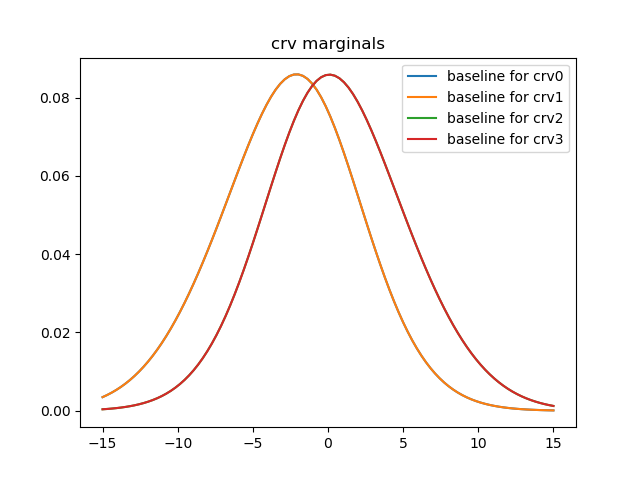 crv marginals
baseline for crv0
baseline for crv1
baseline for crv2
baseline for crv3
0.08
0.06
0.04
0.02
0.00
−15
−10
−5
0
5
10
15